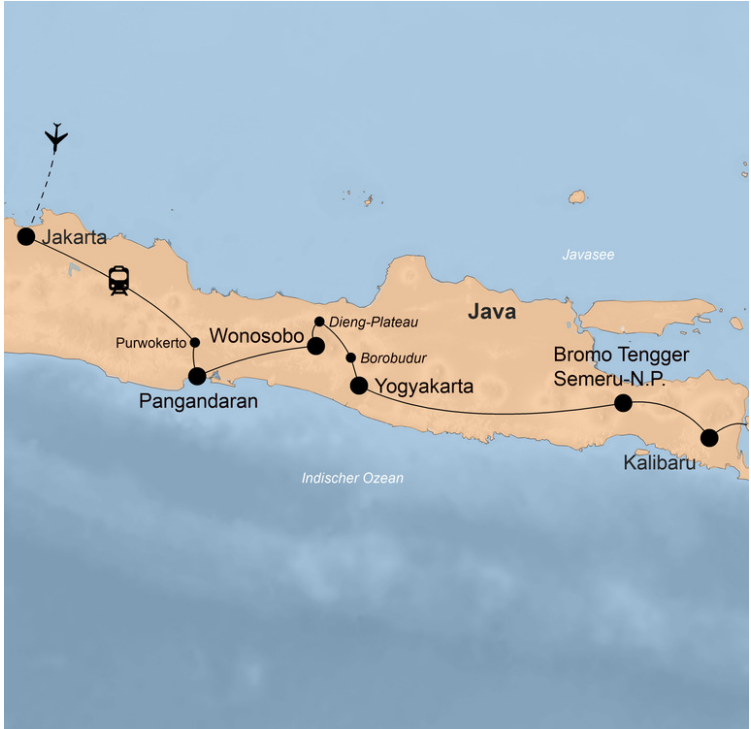 Jakarta
Javasee
Java
Dieng-Plateau
Wonosobo
Purwokerto
Borobudur
Bromo Tengger
Semeru-N.P.
Yogyakarta
Pangandaran
Kalibaru
Indischer Ozean